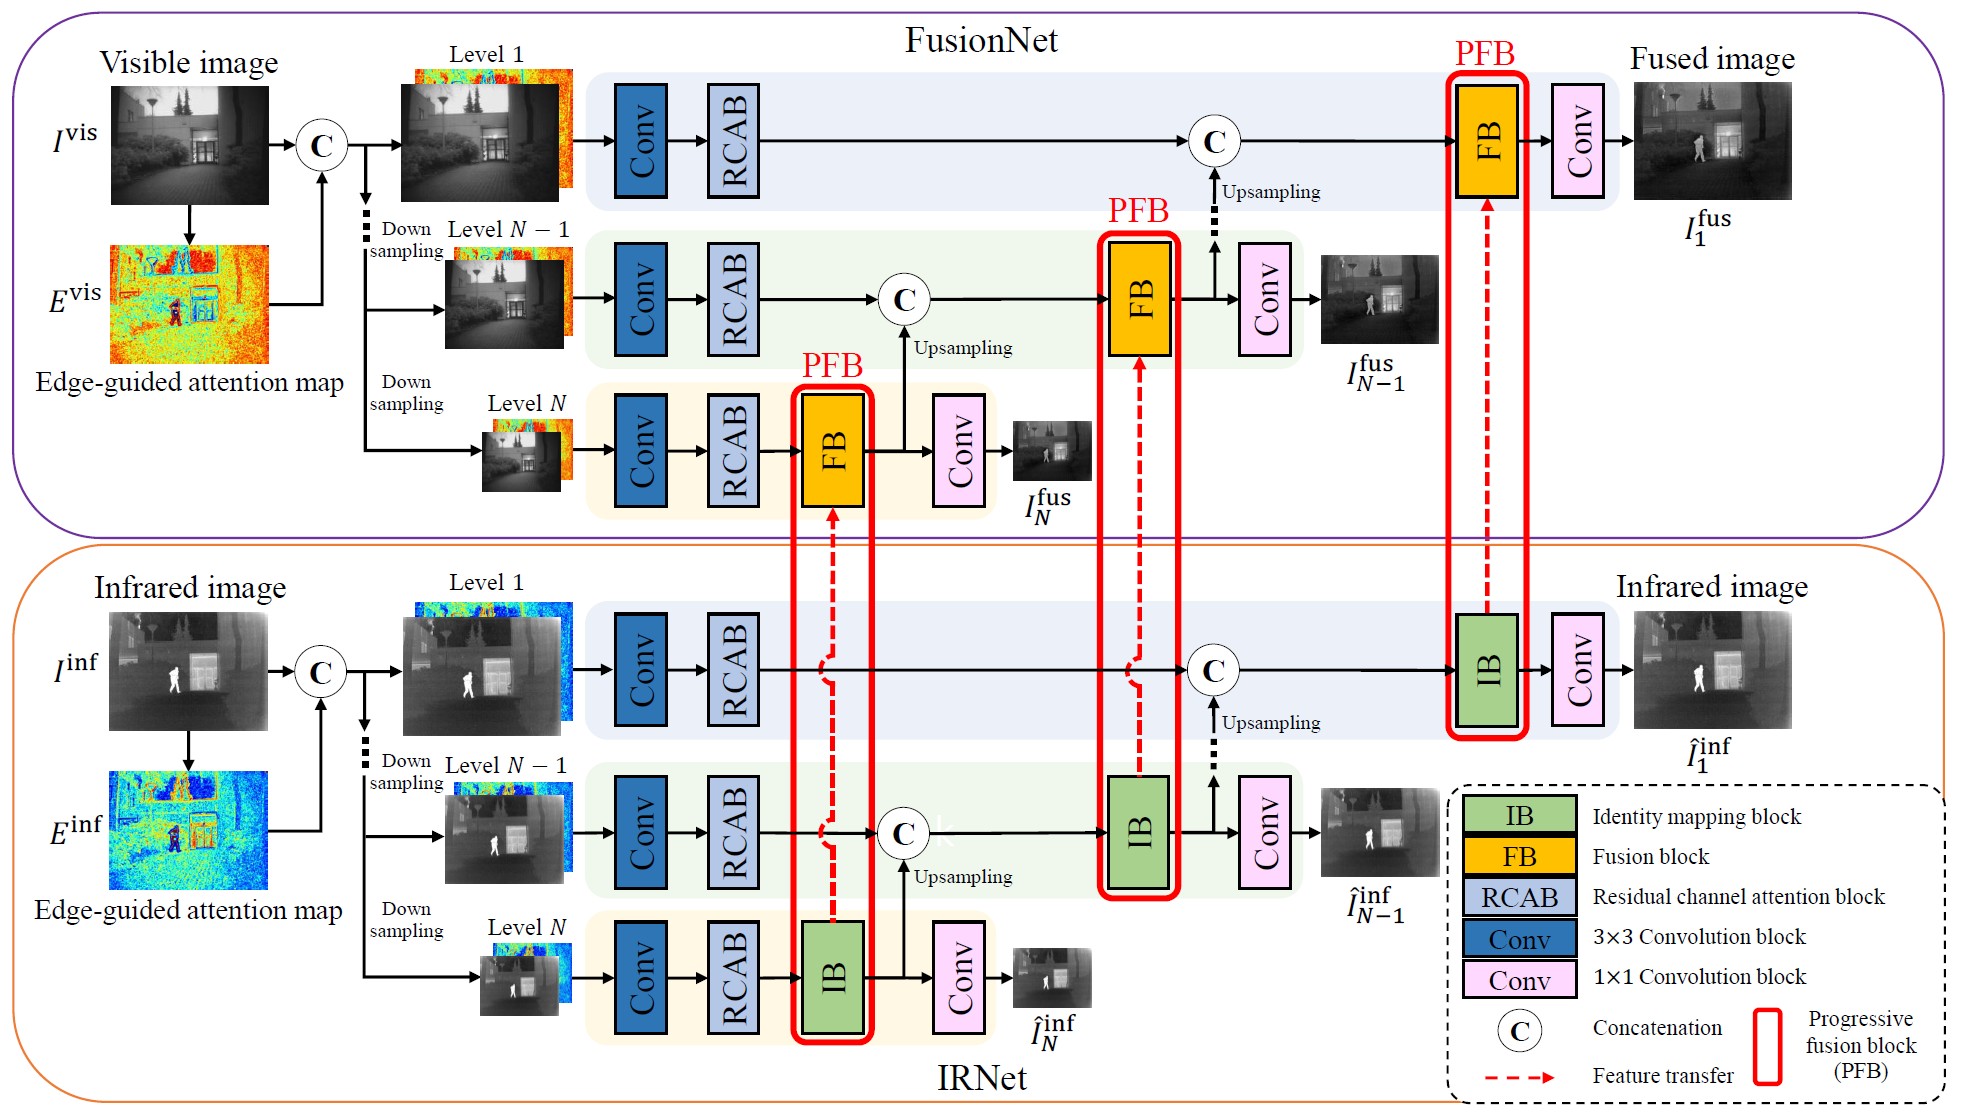 FusionNet
Visible image
Level 1
PFB
Fused image
I^vis
C
Conv
RCAB
C
FB
Conv
Upsampling
I_1^fus
Down
sampling
Level N − 1
PFB
E^vis
Conv
RCAB
C
FB
Conv
Upsampling
I_{N−1}^fus
Edge-guided attention map
Down
sampling
Level N
PFB
Conv
RCAB
FB
Conv
I_N^fus
Infrared image
Level 1
Infrared image
I^inf
C
Conv
RCAB
C
IB
Conv
Upsampling
Î_1^inf
Down
sampling
Level N − 1
E^inf
Conv
RCAB
C
k
IB
Conv
Upsampling
Î_{N−1}^inf
Edge-guided attention map
Down
sampling
Level N
Conv
RCAB
IB
Conv
Î_N^inf
IRNet
IB Identity mapping block
FB Fusion block
RCAB Residual channel attention block
Conv 3×3 Convolution block
Conv 1×1 Convolution block
C Concatenation
Feature transfer
Progressive
fusion block
(PFB)